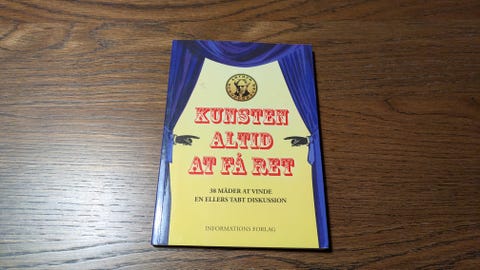 KUNSTEN
ALTID
AT FÅ RET
38 MÅDER AT VINDE
EN ELLERS TABT DISKUSSION
INFORMATIONS FORLAG